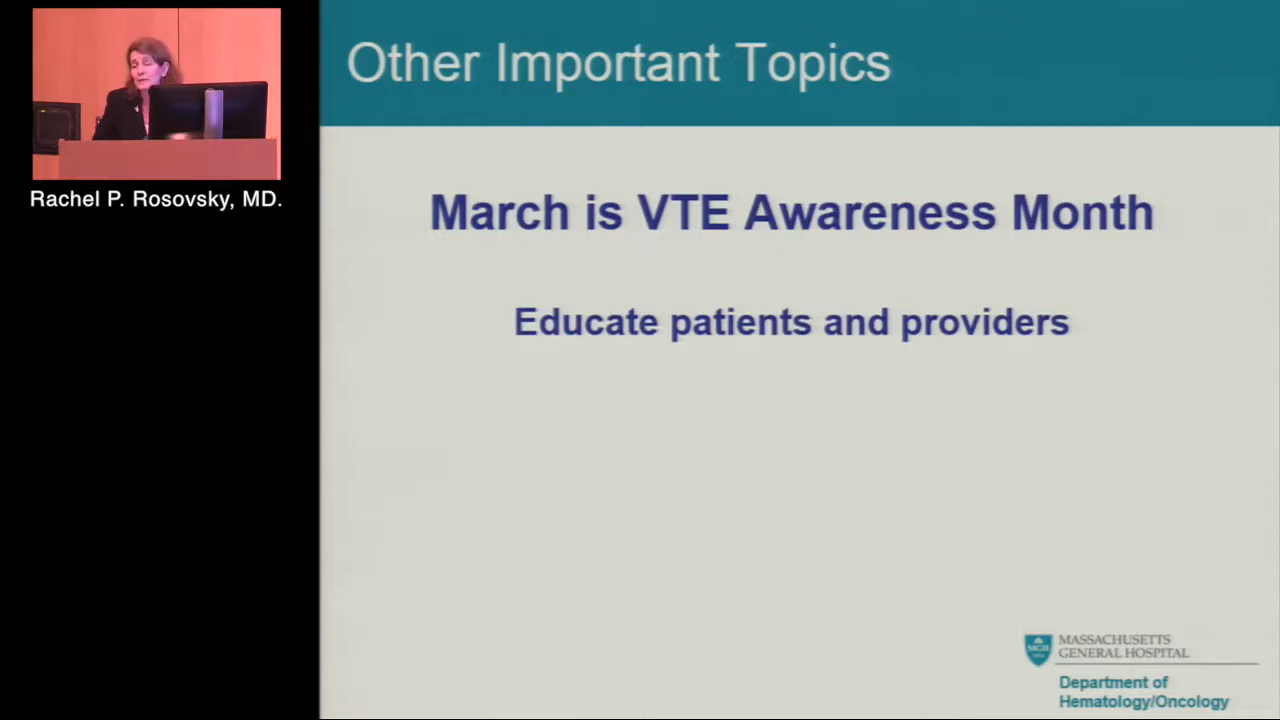 Other Important Topics
Rachel P. Rosovsky, MD.
March is VTE Awareness Month
Educate patients and providers
MASSACHUSETTS
GENERAL HOSPITAL
MGH
Department of
Hematology/Oncology